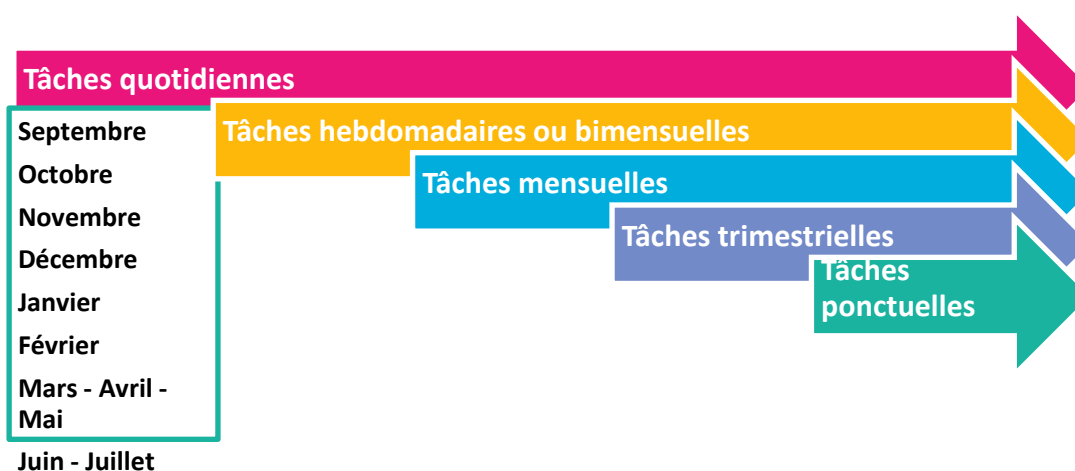 Tâches quotidiennes
Septembre
Octobre
Novembre
Décembre
Janvier
Février
Mars - Avril -
Mai
Juin - Juillet
Tâches hebdomadaires ou bimensuelles
Tâches mensuelles
Tâches trimestrielles
Tâches
ponctuelles